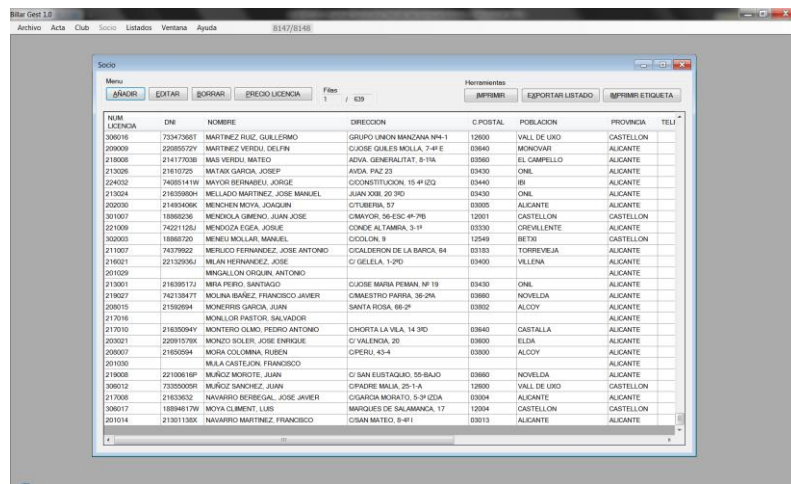 Billar Gest 1.0
Archivo Acta Club Socio Listados Ventana Ayuda 8147/8148
Socio
Menu
Herramientas
AÑADIR EDITAR BORRAR PRECIO LICENCIA Filas 1 / 639 IMPRIMIR EXPORTAR LISTADO IMPRIMIR ETIQUETA
NUM. LICENCIA DNI NOMBRE DIRECCION C.POSTAL POBLACION PROVINCIA TELE
306016 73347368T MARTINEZ RUIZ, GUILLERMO GRUPO UNION MANZANA Nº4-1 12600 VALL DE UXO CASTELLON
209009 22085572Y MARTINEZ VERDU, DELFIN C/JOSE QUILES MOLLA, 7-4º E 03640 MONOVAR ALICANTE
218008 21417703B MAS VERDU, MATEO ADVA. GENERALITAT, 8-1ºA 03560 EL CAMPELLO ALICANTE
213026 21610725 MATAIX GARCIA, JOSEP AVDA. PAZ 23 03430 ONIL ALICANTE
224032 74085141W MAYOR BERNABEU, JORGE C/CONSTITUCION, 15 4º IZQ 03440 IBI ALICANTE
213024 21635980H MELLADO MARTINEZ, JOSE MANUEL JUAN XXIII, 20 3ºD 03430 ONIL ALICANTE
202030 21493406K MENCHEN MOYA, JOAQUIN C/TUBERIA, 57 03005 ALICANTE ALICANTE
301007 18868236 MENDIOLA GIMENO, JUAN JOSE C/MAYOR, 56-ESC 4ª-7ºB 12001 CASTELLON CASTELLON
221009 74221128J MENDOZA EGEA, JOSUE CONDE ALTAMIRA, 3-1º 03330 CREVILLENTE ALICANTE
302003 18868720 MENEU MOLLAR, MANUEL C/COLON, 9 12549 BETXI CASTELLON
211007 74379922 MERLICO FERNANDEZ, JOSE ANTONIO C/CALDERON DE LA BARCA, 64 03183 TORREVIEJA ALICANTE
216021 22132936J MILAN HERNANDEZ, JOSE C/ GELELA, 1-2ºD 03400 VILLENA ALICANTE
201029 MINGALLON ORQUIN, ANTONIO ALICANTE
213001 21639517J MIRA PEIRO, SANTIAGO C/JOSE MARIA PEMAN, Nº 19 03430 ONIL ALICANTE
219027 74213847T MOLINA IBAÑEZ, FRANCISCO JAVIER C/MAESTRO PARRA, 36-2ºA 03660 NOVELDA ALICANTE
208015 21592694 MONERRIS GARCIA, JUAN SANTA ROSA, 66-2º 03802 ALCOY ALICANTE
217016 MONLLOR PASTOR, SALVADOR ALICANTE
217010 21635094Y MONTERO OLMO, PEDRO ANTONIO C/HORTA LA VILA, 14 3ºD 03640 CASTALLA ALICANTE
203021 22091579X MONZO SOLER, JOSE ENRIQUE C/ VALENCIA, 20 03600 ELDA ALICANTE
208007 21650594 MORA COLOMINA, RUBEN C/PERU, 43-4 03800 ALCOY ALICANTE
201030 MULA CASTEJON, FRANCISCO ALICANTE
219008 22100616P MUÑOZ MOROTE, JUAN C/ SAN EUSTAQUIO, 55-BAJO 03660 NOVELDA ALICANTE
306012 73355005R MUÑOZ SANCHEZ, JUAN C/PADRE MALIA, 25-1-A 12600 VALL DE UXO CASTELLON
217008 21633632 NAVARRO BERBEGAL, JOSE JAVIER C/GARCIA MORATO, 5-3º IZDA 03004 ALICANTE ALICANTE
306017 18894617W MOYA CLIMENT, LUIS MARQUES DE SALAMANCA, 17 12004 CASTELLON CASTELLON
201014 21301138X NAVARRO MARTINEZ, FRANCISCO C/SAN MATEO, 8-4º I 03013 ALICANTE ALICANTE